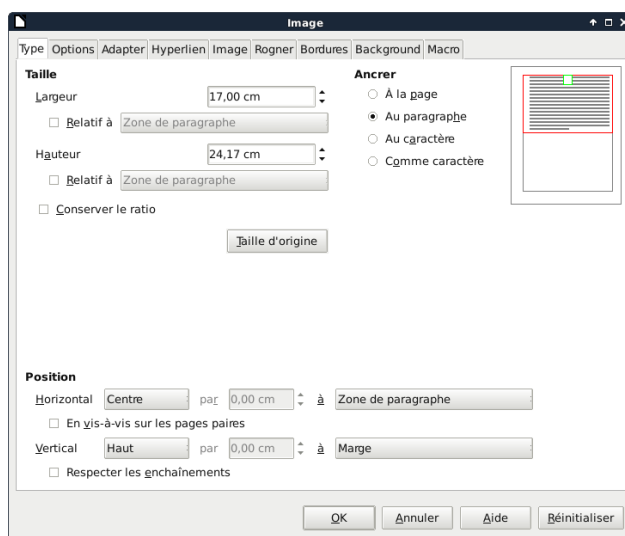 Image
Type Options Adapter Hyperlien Image Rogner Bordures Background Macro
Taille
Largeur 17,00 cm
Relatif à Zone de paragraphe
Hauteur 24,17 cm
Relatif à Zone de paragraphe
Conserver le ratio
Taille d'origine
Ancrer
À la page
Au paragraphe
Au caractère
Comme caractère
Position
Horizontal Centre par 0,00 cm à Zone de paragraphe
En vis-à-vis sur les pages paires
Vertical Haut par 0,00 cm à Marge
Respecter les enchaînements
OK Annuler Aide Réinitialiser